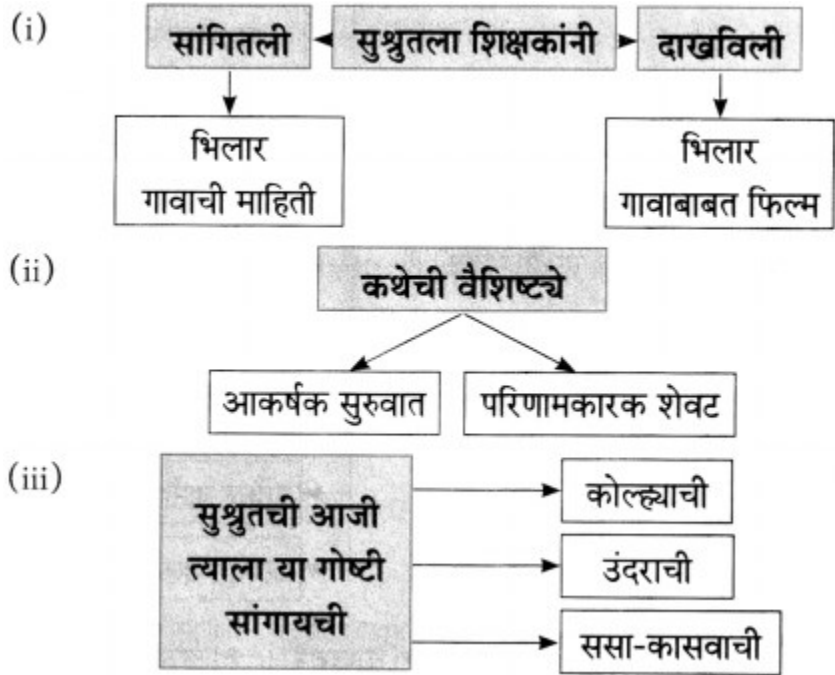 (i)
सांगितली सुश्रुतला शिक्षकांनी दाखविली
भिलार
गावाची माहिती
भिलार
गावाबाबत फिल्म
(ii)
कथेची वैशिष्ट्ये
आकर्षक सुरुवात परिणामकारक शेवट
(iii)
सुश्रुतची आजी
त्याला या गोष्टी
सांगायची
कोल्ह्याची
उंदराची
ससा-कासवाची